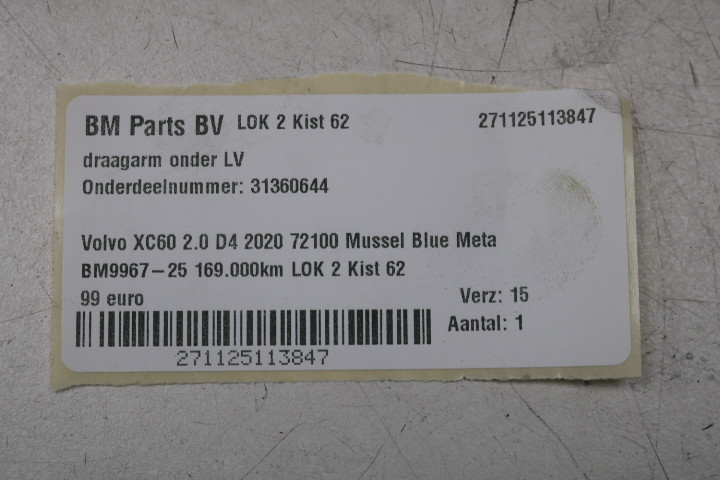 BM Parts BV LOK 2 Kist 62 271125113847
draagarm onder LV
Onderdeelnummer: 31360644
Volvo XC60 2.0 D4 2020 72100 Mussel Blue Meta
BM9967-25 169.000km LOK 2 Kist 62
99 euro Verz: 15
Aantal: 1
271125113847